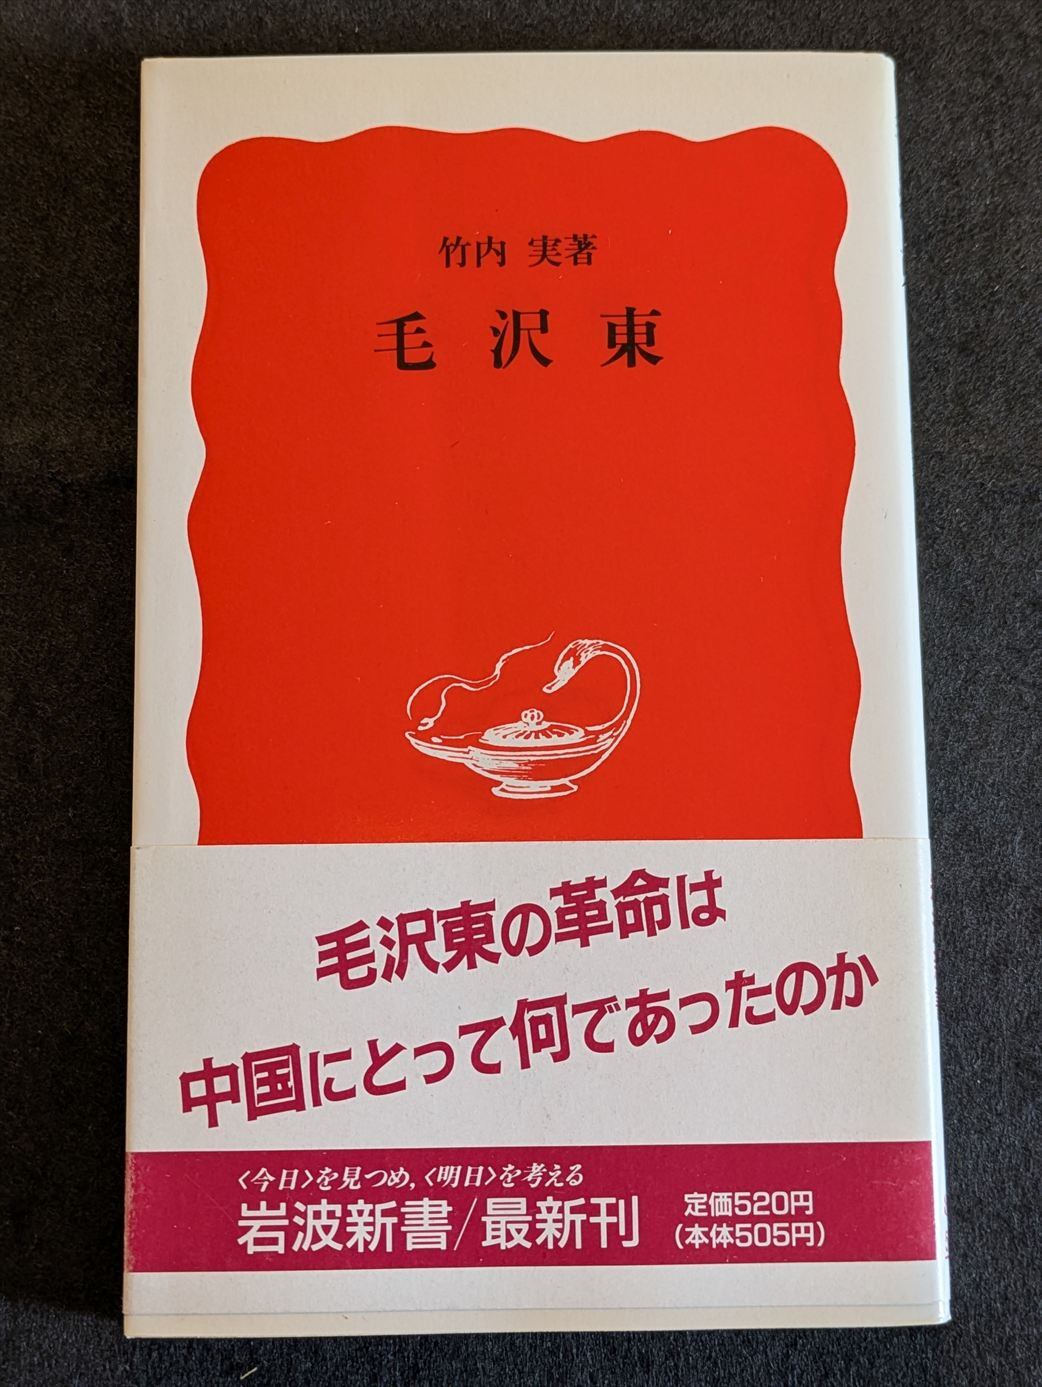 竹内 実著
毛沢東
毛沢東の革命は
中国にとって何であったのか
〈今日〉を見つめ,〈明日〉を考える
岩波新書/最新刊
定価520円
(本体505円)